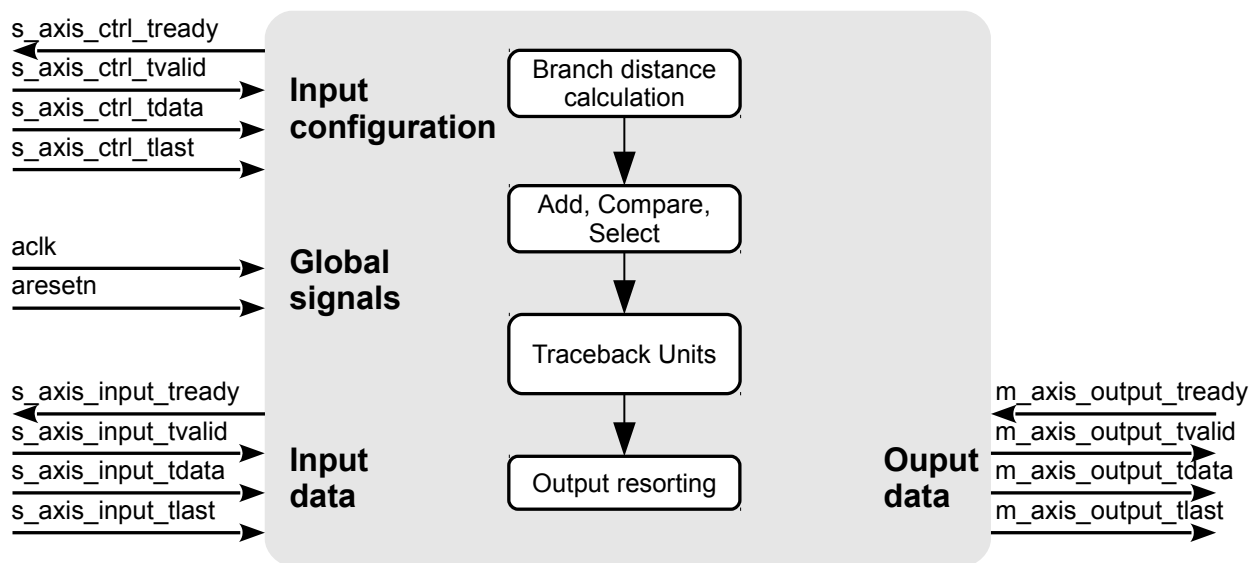 s_axis_ctrl_tready
s_axis_ctrl_tvalid
s_axis_ctrl_tdata
s_axis_ctrl_tlast
Input
configuration
aclk
aresetn
Global
signals
s_axis_input_tready
s_axis_input_tvalid
s_axis_input_tdata
s_axis_input_tlast
Input
data
Branch distance
calculation
Add, Compare,
Select
Traceback Units
Output resorting
Ouput
data
m_axis_output_tready
m_axis_output_tvalid
m_axis_output_tdata
m_axis_output_tlast